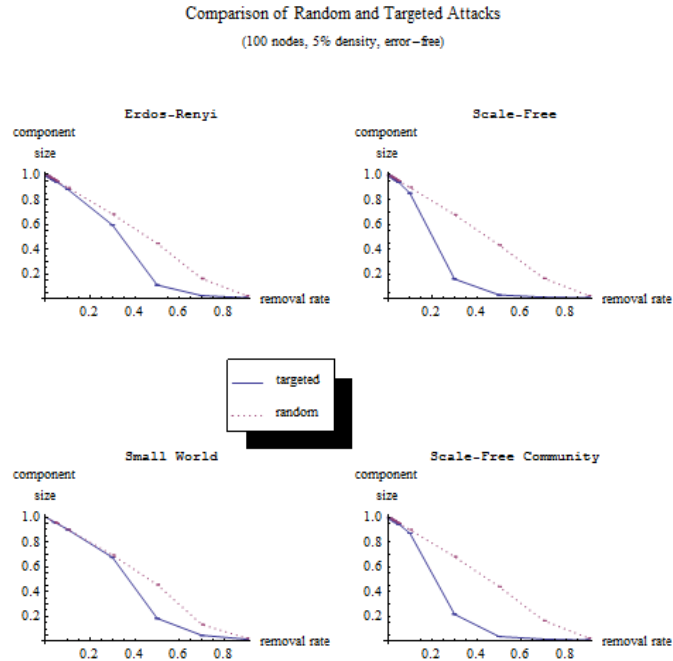 Comparison of Random and Targeted Attacks
(100 nodes, 5% density, error-free)
Erdos-Renyi
component
size
1.0
0.8
0.6
0.4
0.2
0.2 0.4 0.6 0.8
removal rate
Scale-Free
component
size
1.0
0.8
0.6
0.4
0.2
0.2 0.4 0.6 0.8
removal rate
targeted
random
Small World
component
size
1.0
0.8
0.6
0.4
0.2
0.2 0.4 0.6 0.8
removal rate
Scale-Free Community
component
size
1.0
0.8
0.6
0.4
0.2
0.2 0.4 0.6 0.8
removal rate